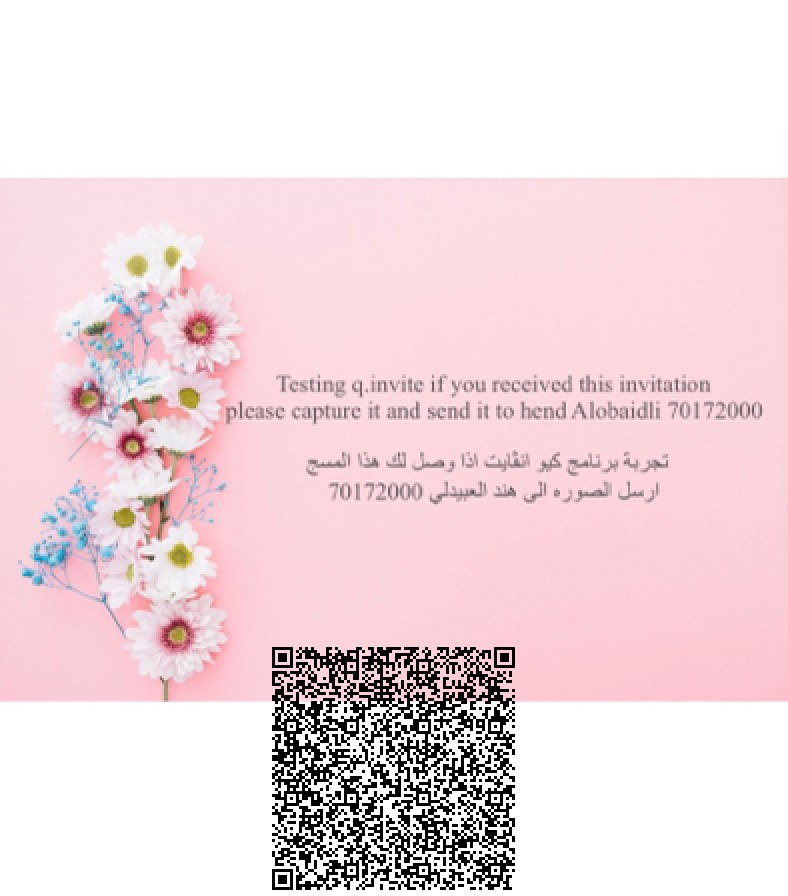 Testing q.invite if you received this invitation
please capture it and send it to hend Alobaidli 70172000
تجربة برنامج كيو انڤايت اذا وصل لك هذا المسج
ارسل الصوره الى هند العبيدلي 70172000